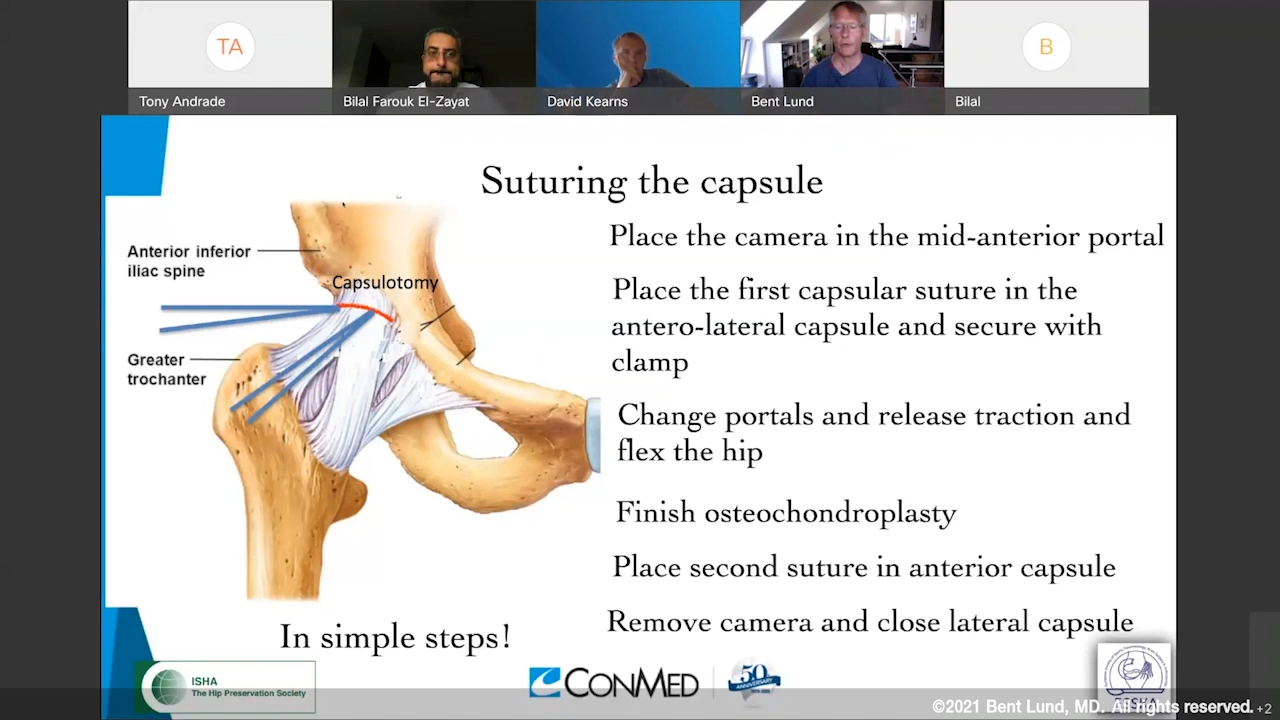 TA
B
Tony Andrade
Bilal Farouk El-Zayat
David Kearns
Bent Lund
Bilal
Suturing the capsule
Anterior inferior
iliac spine
Capsulotomy
Greater
trochanter
Place the camera in the mid-anterior portal
Place the first capsular suture in the
antero-lateral capsule and secure with
clamp
Change portals and release traction and
flex the hip
Finish osteochondroplasty
Place second suture in anterior capsule
Remove camera and close lateral capsule
In simple steps!
ISHA
The Hip Preservation Society
CONMED
50
ANNIVERSARY
©2021 Bent Lund, MD. All rights reserved. +2